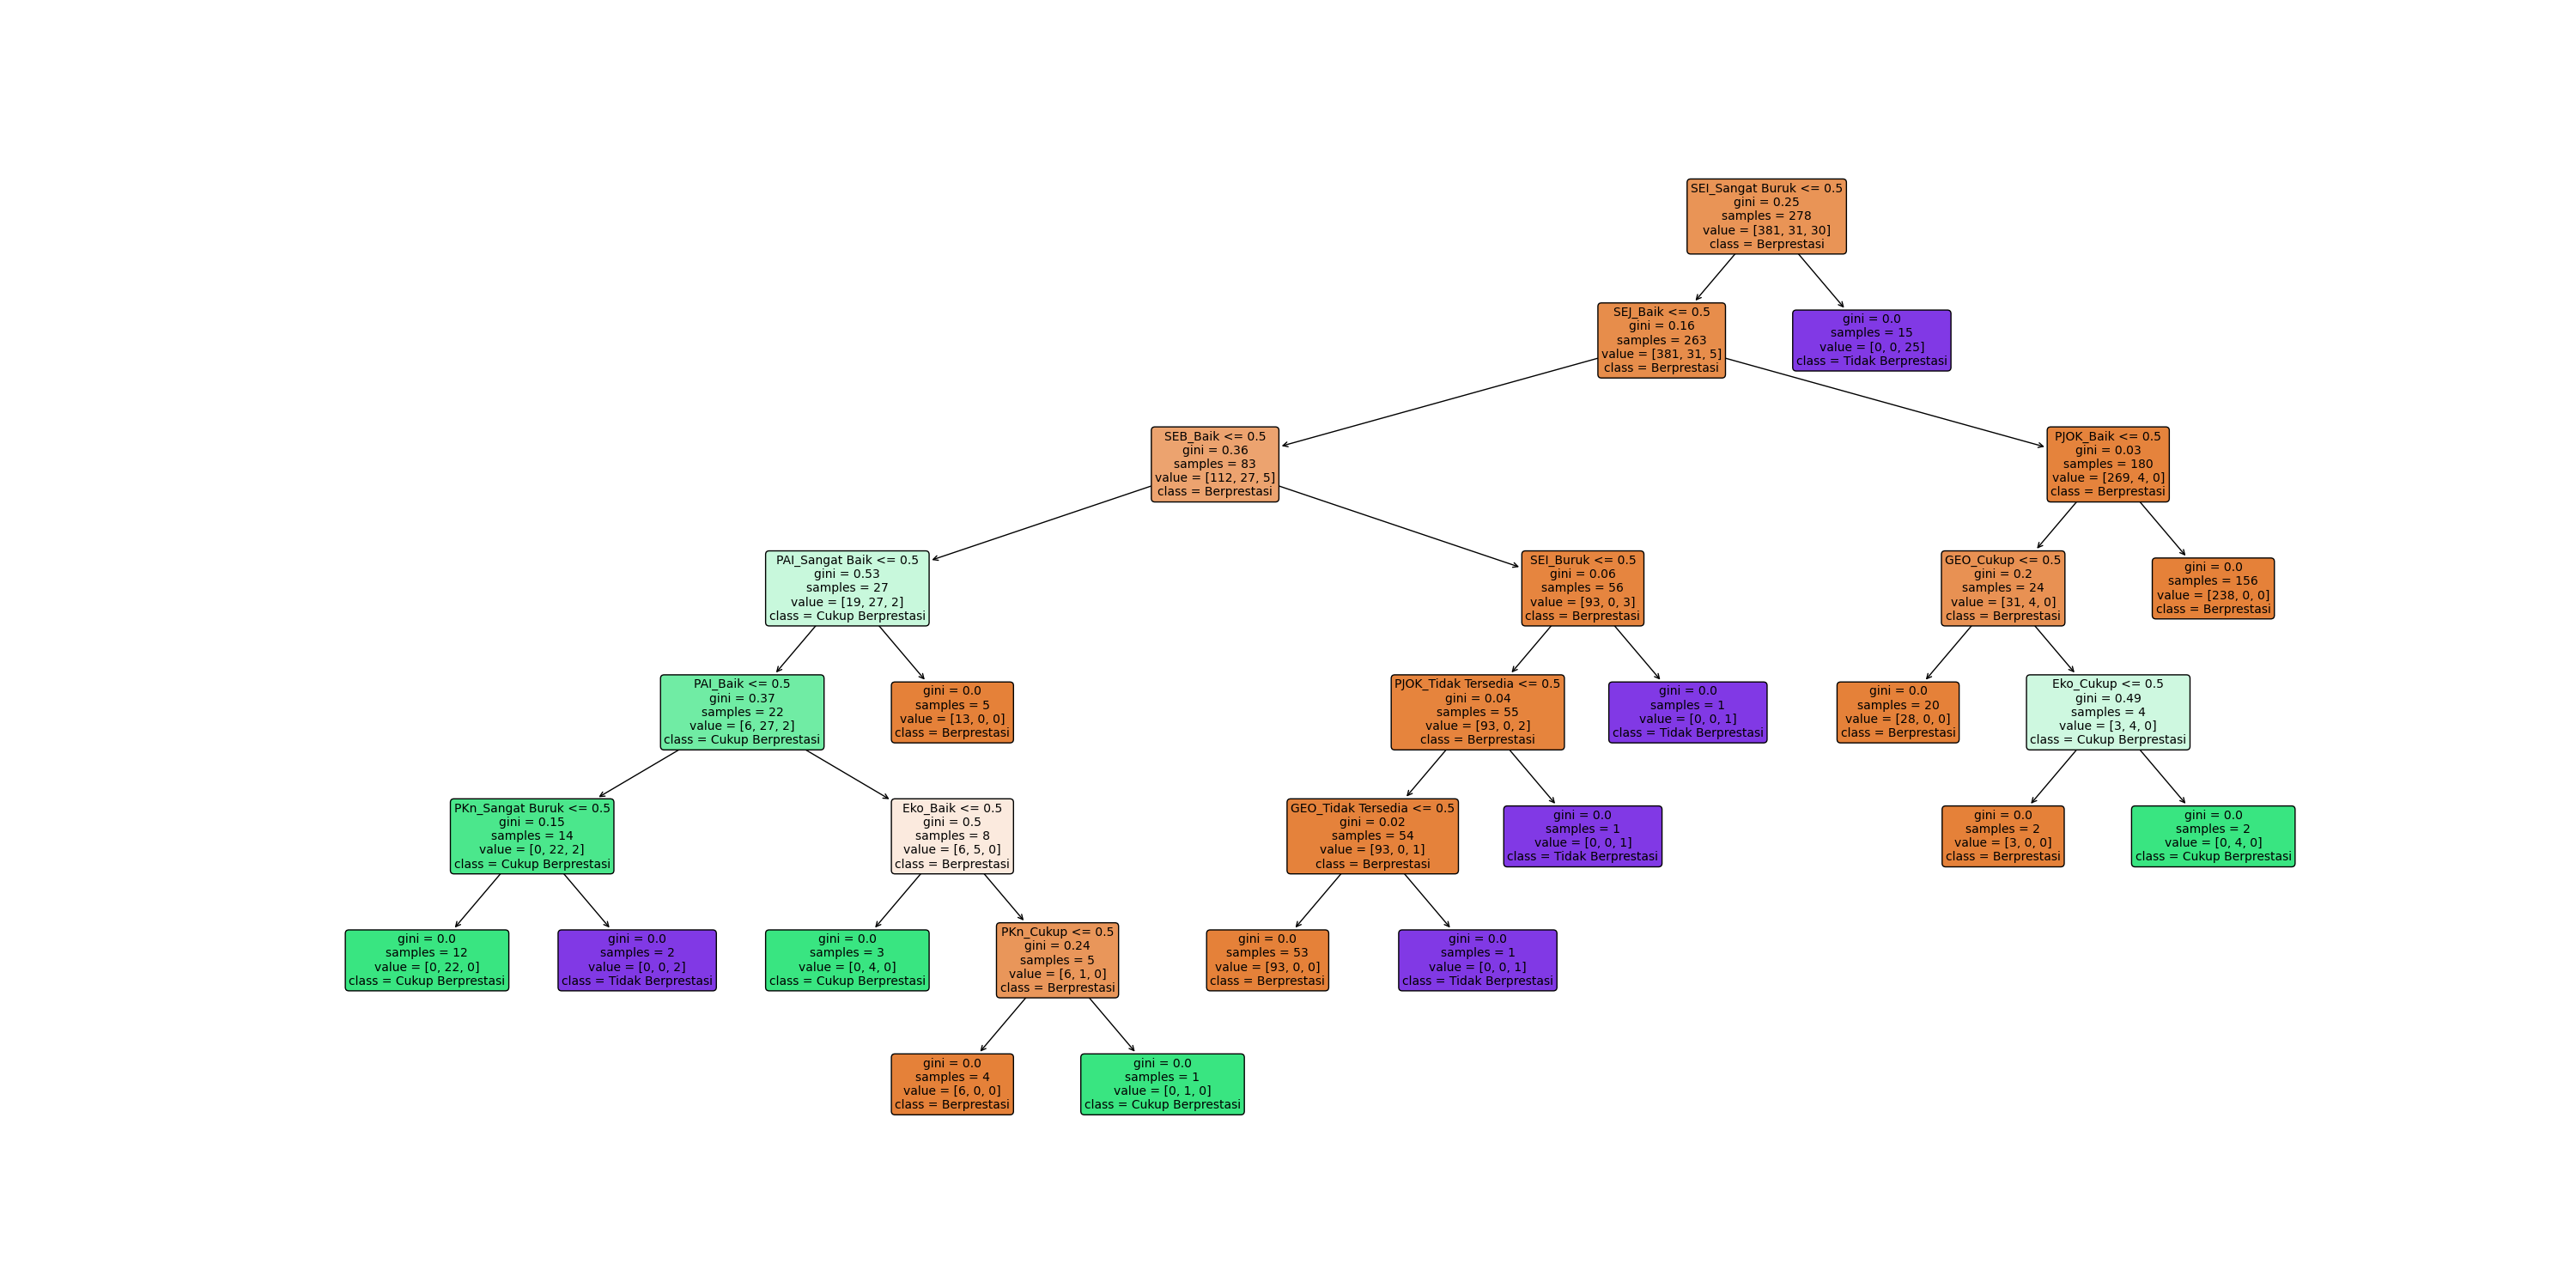 SEI_Sangat Buruk <= 0.5
gini = 0.25
samples = 278
value = [381, 31, 30]
class = Berprestasi
SEJ_Baik <= 0.5
gini = 0.16
samples = 263
value = [381, 31, 5]
class = Berprestasi
gini = 0.0
samples = 15
value = [0, 0, 25]
class = Tidak Berprestasi
SEB_Baik <= 0.5
gini = 0.36
samples = 83
value = [112, 27, 5]
class = Berprestasi
PJOK_Baik <= 0.5
gini = 0.03
samples = 180
value = [269, 4, 0]
class = Berprestasi
PAI_Sangat Baik <= 0.5
gini = 0.53
samples = 27
value = [19, 27, 2]
class = Cukup Berprestasi
SEI_Buruk <= 0.5
gini = 0.06
samples = 56
value = [93, 0, 3]
class = Berprestasi
GEO_Cukup <= 0.5
gini = 0.2
samples = 24
value = [31, 4, 0]
class = Berprestasi
gini = 0.0
samples = 156
value = [238, 0, 0]
class = Berprestasi
PAI_Baik <= 0.5
gini = 0.37
samples = 22
value = [6, 27, 2]
class = Cukup Berprestasi
gini = 0.0
samples = 5
value = [13, 0, 0]
class = Berprestasi
PJOK_Tidak Tersedia <= 0.5
gini = 0.04
samples = 55
value = [93, 0, 2]
class = Berprestasi
gini = 0.0
samples = 1
value = [0, 0, 1]
class = Tidak Berprestasi
gini = 0.0
samples = 20
value = [28, 0, 0]
class = Berprestasi
Eko_Cukup <= 0.5
gini = 0.49
samples = 4
value = [3, 4, 0]
class = Cukup Berprestasi
PKn_Sangat Buruk <= 0.5
gini = 0.15
samples = 14
value = [0, 22, 2]
class = Cukup Berprestasi
Eko_Baik <= 0.5
gini = 0.5
samples = 8
value = [6, 5, 0]
class = Berprestasi
GEO_Tidak Tersedia <= 0.5
gini = 0.02
samples = 54
value = [93, 0, 1]
class = Berprestasi
gini = 0.0
samples = 1
value = [0, 0, 1]
class = Tidak Berprestasi
gini = 0.0
samples = 2
value = [3, 0, 0]
class = Berprestasi
gini = 0.0
samples = 2
value = [0, 4, 0]
class = Cukup Berprestasi
gini = 0.0
samples = 12
value = [0, 22, 0]
class = Cukup Berprestasi
gini = 0.0
samples = 2
value = [0, 0, 2]
class = Tidak Berprestasi
gini = 0.0
samples = 3
value = [0, 4, 0]
class = Cukup Berprestasi
PKn_Cukup <= 0.5
gini = 0.24
samples = 5
value = [6, 1, 0]
class = Berprestasi
gini = 0.0
samples = 53
value = [93, 0, 0]
class = Berprestasi
gini = 0.0
samples = 1
value = [0, 0, 1]
class = Tidak Berprestasi
gini = 0.0
samples = 4
value = [6, 0, 0]
class = Berprestasi
gini = 0.0
samples = 1
value = [0, 1, 0]
class = Cukup Berprestasi